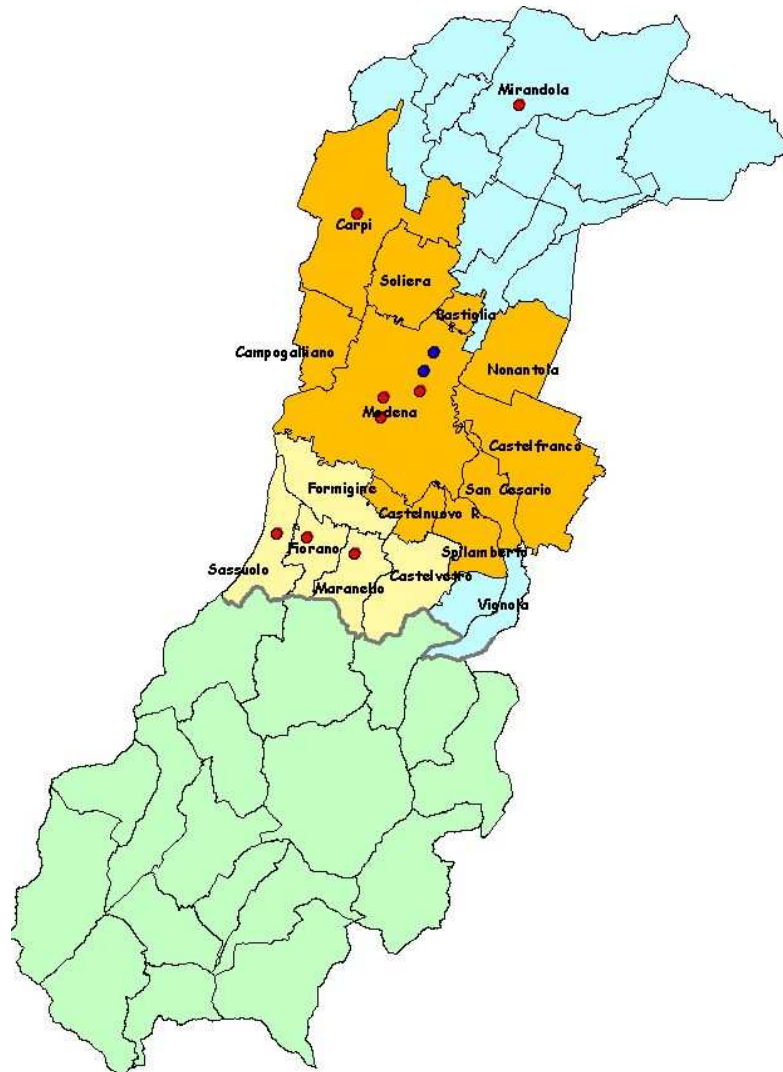 Mirandola
Carpi
Soliera
Bastiglia
Campogalliano
Nonantola
Modena
Castelfranco
Formigine
San Cesario
Castelnuovo R.
Fiorano
Spilamberto
Sassuolo
Castelvetro
Maranello
Vignola